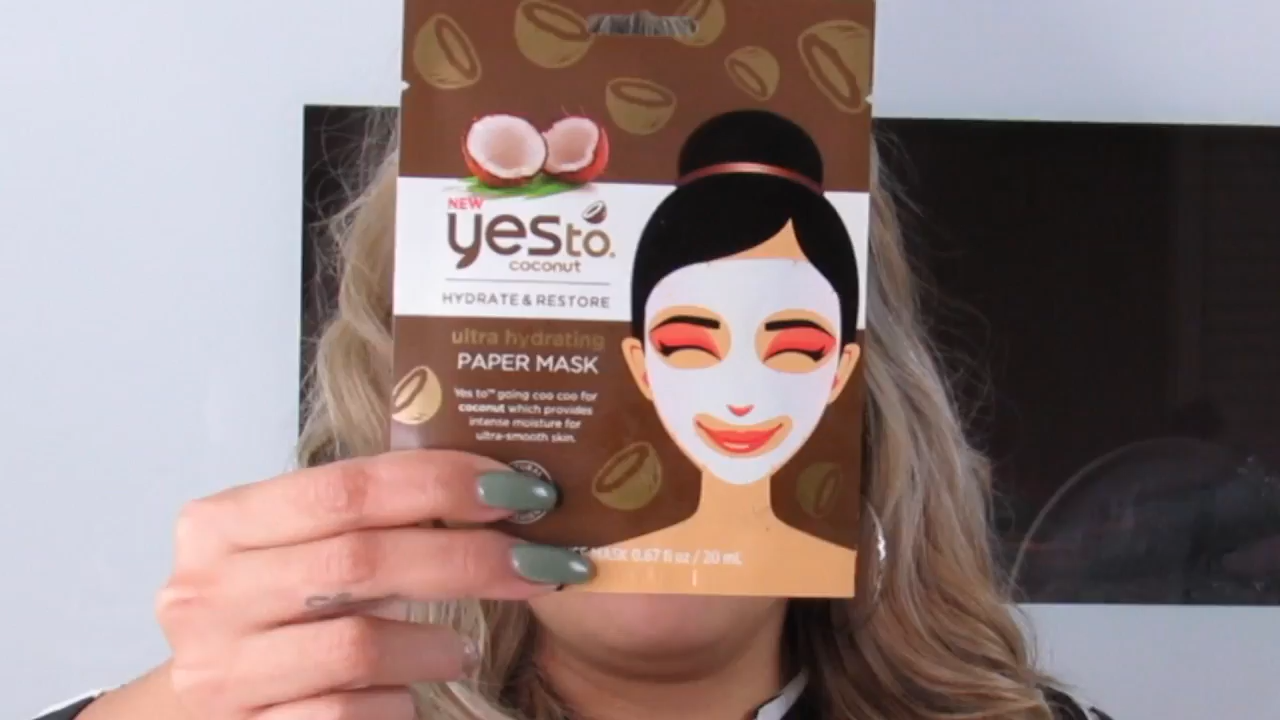 NEW
yes to.
coconut
HYDRATE & RESTORE
ultra hydrating
PAPER MASK
Yes to™ going coo coo for
coconut which provides
intense moisture for
ultra-smooth skin.
MASK 0.67 fl oz / 20 mL